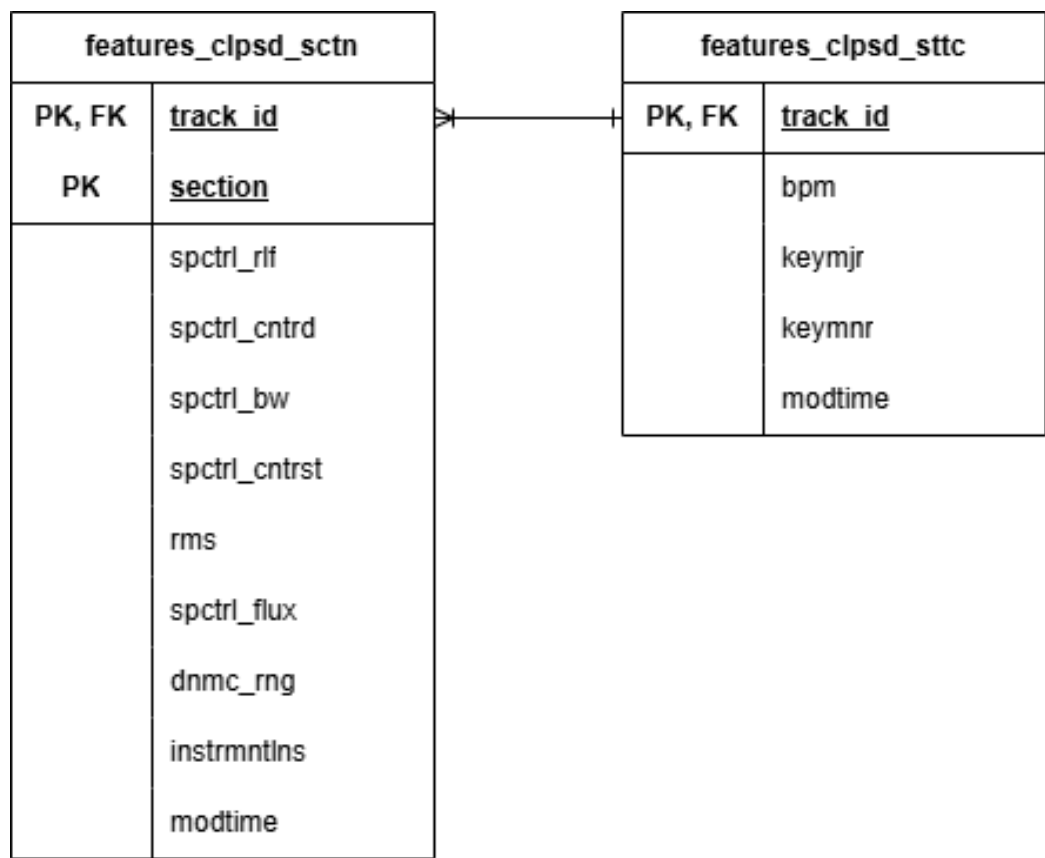 features_clpsd_sctn
PK, FK track_id
PK section
spctrl_rlf
spctrl_cntrd
spctrl_bw
spctrl_cntrst
rms
spctrl_flux
dnmc_rng
instrmntlns
modtime
features_clpsd_sttc
PK, FK track_id
bpm
keymjr
keymnr
modtime